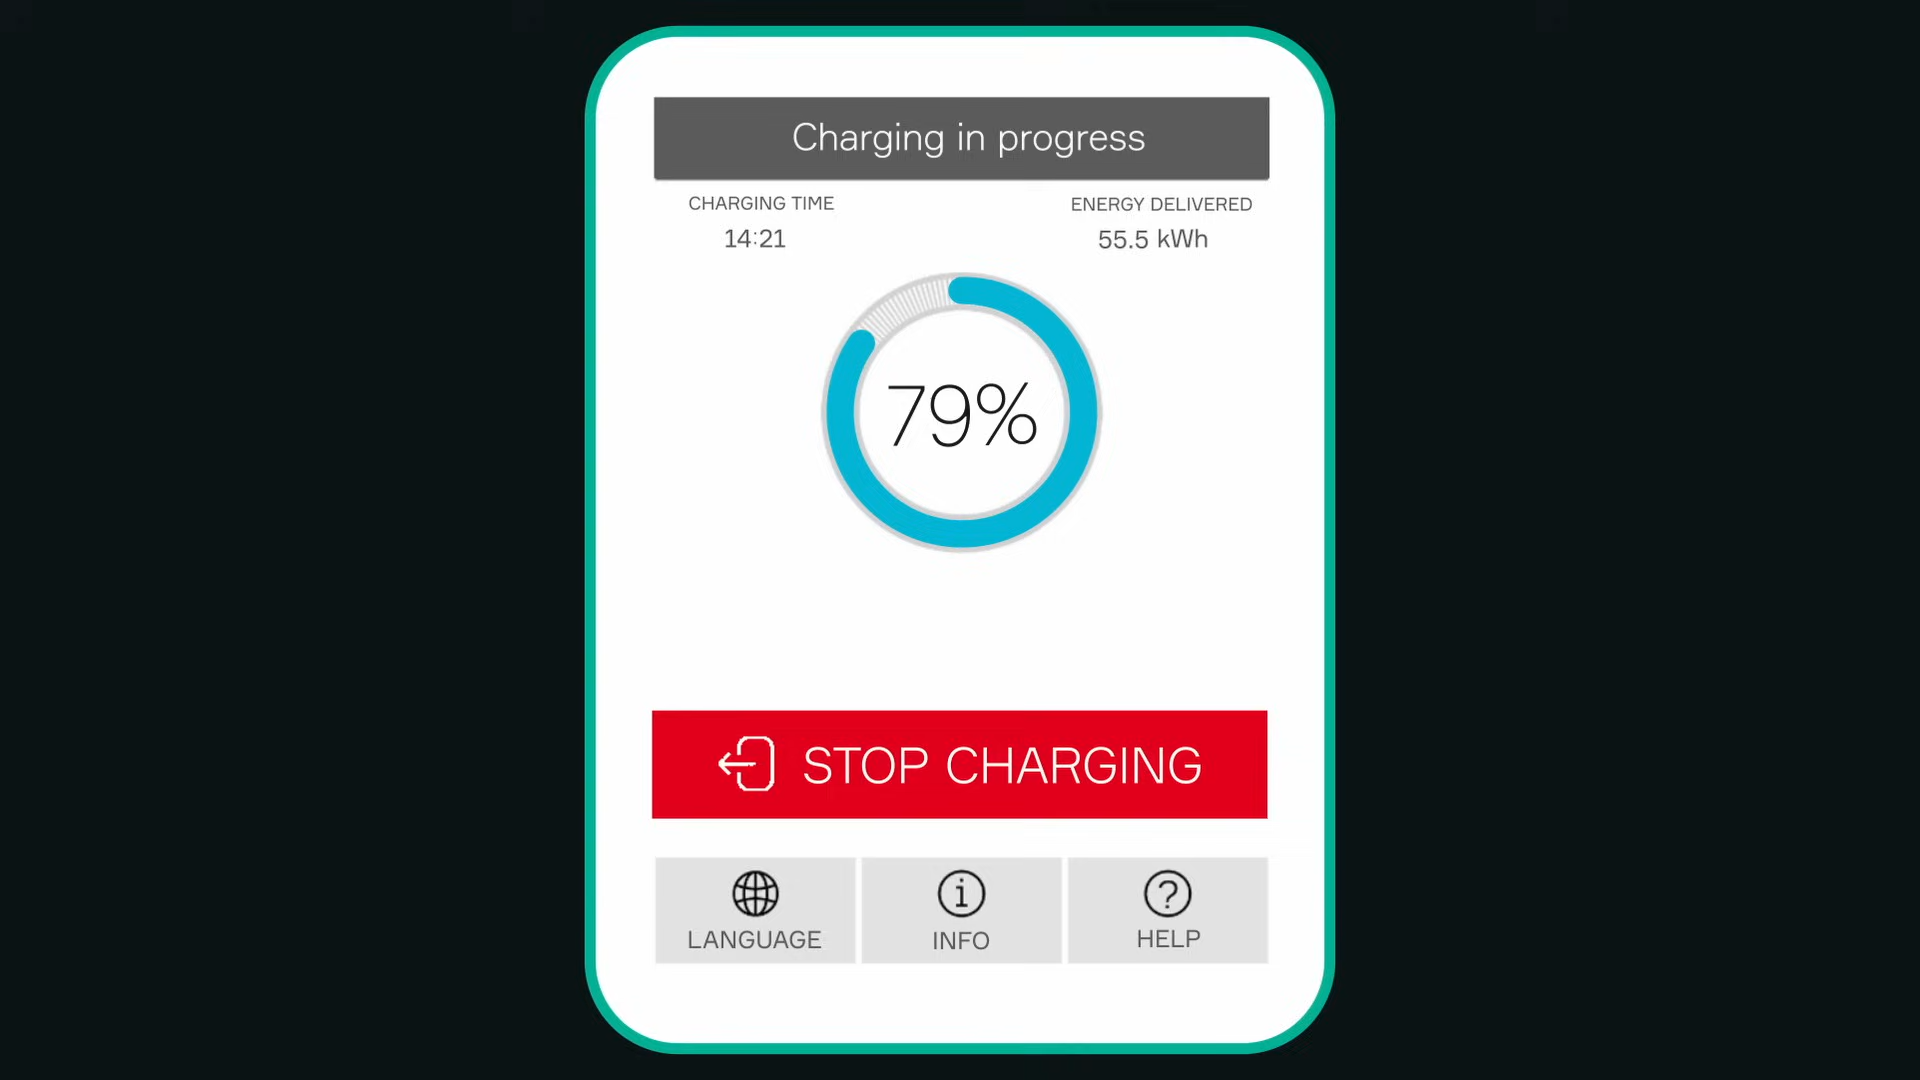 Charging in progress
CHARGING TIME
14:21
ENERGY DELIVERED
55.5 kWh
79%
STOP CHARGING
LANGUAGE
INFO
HELP